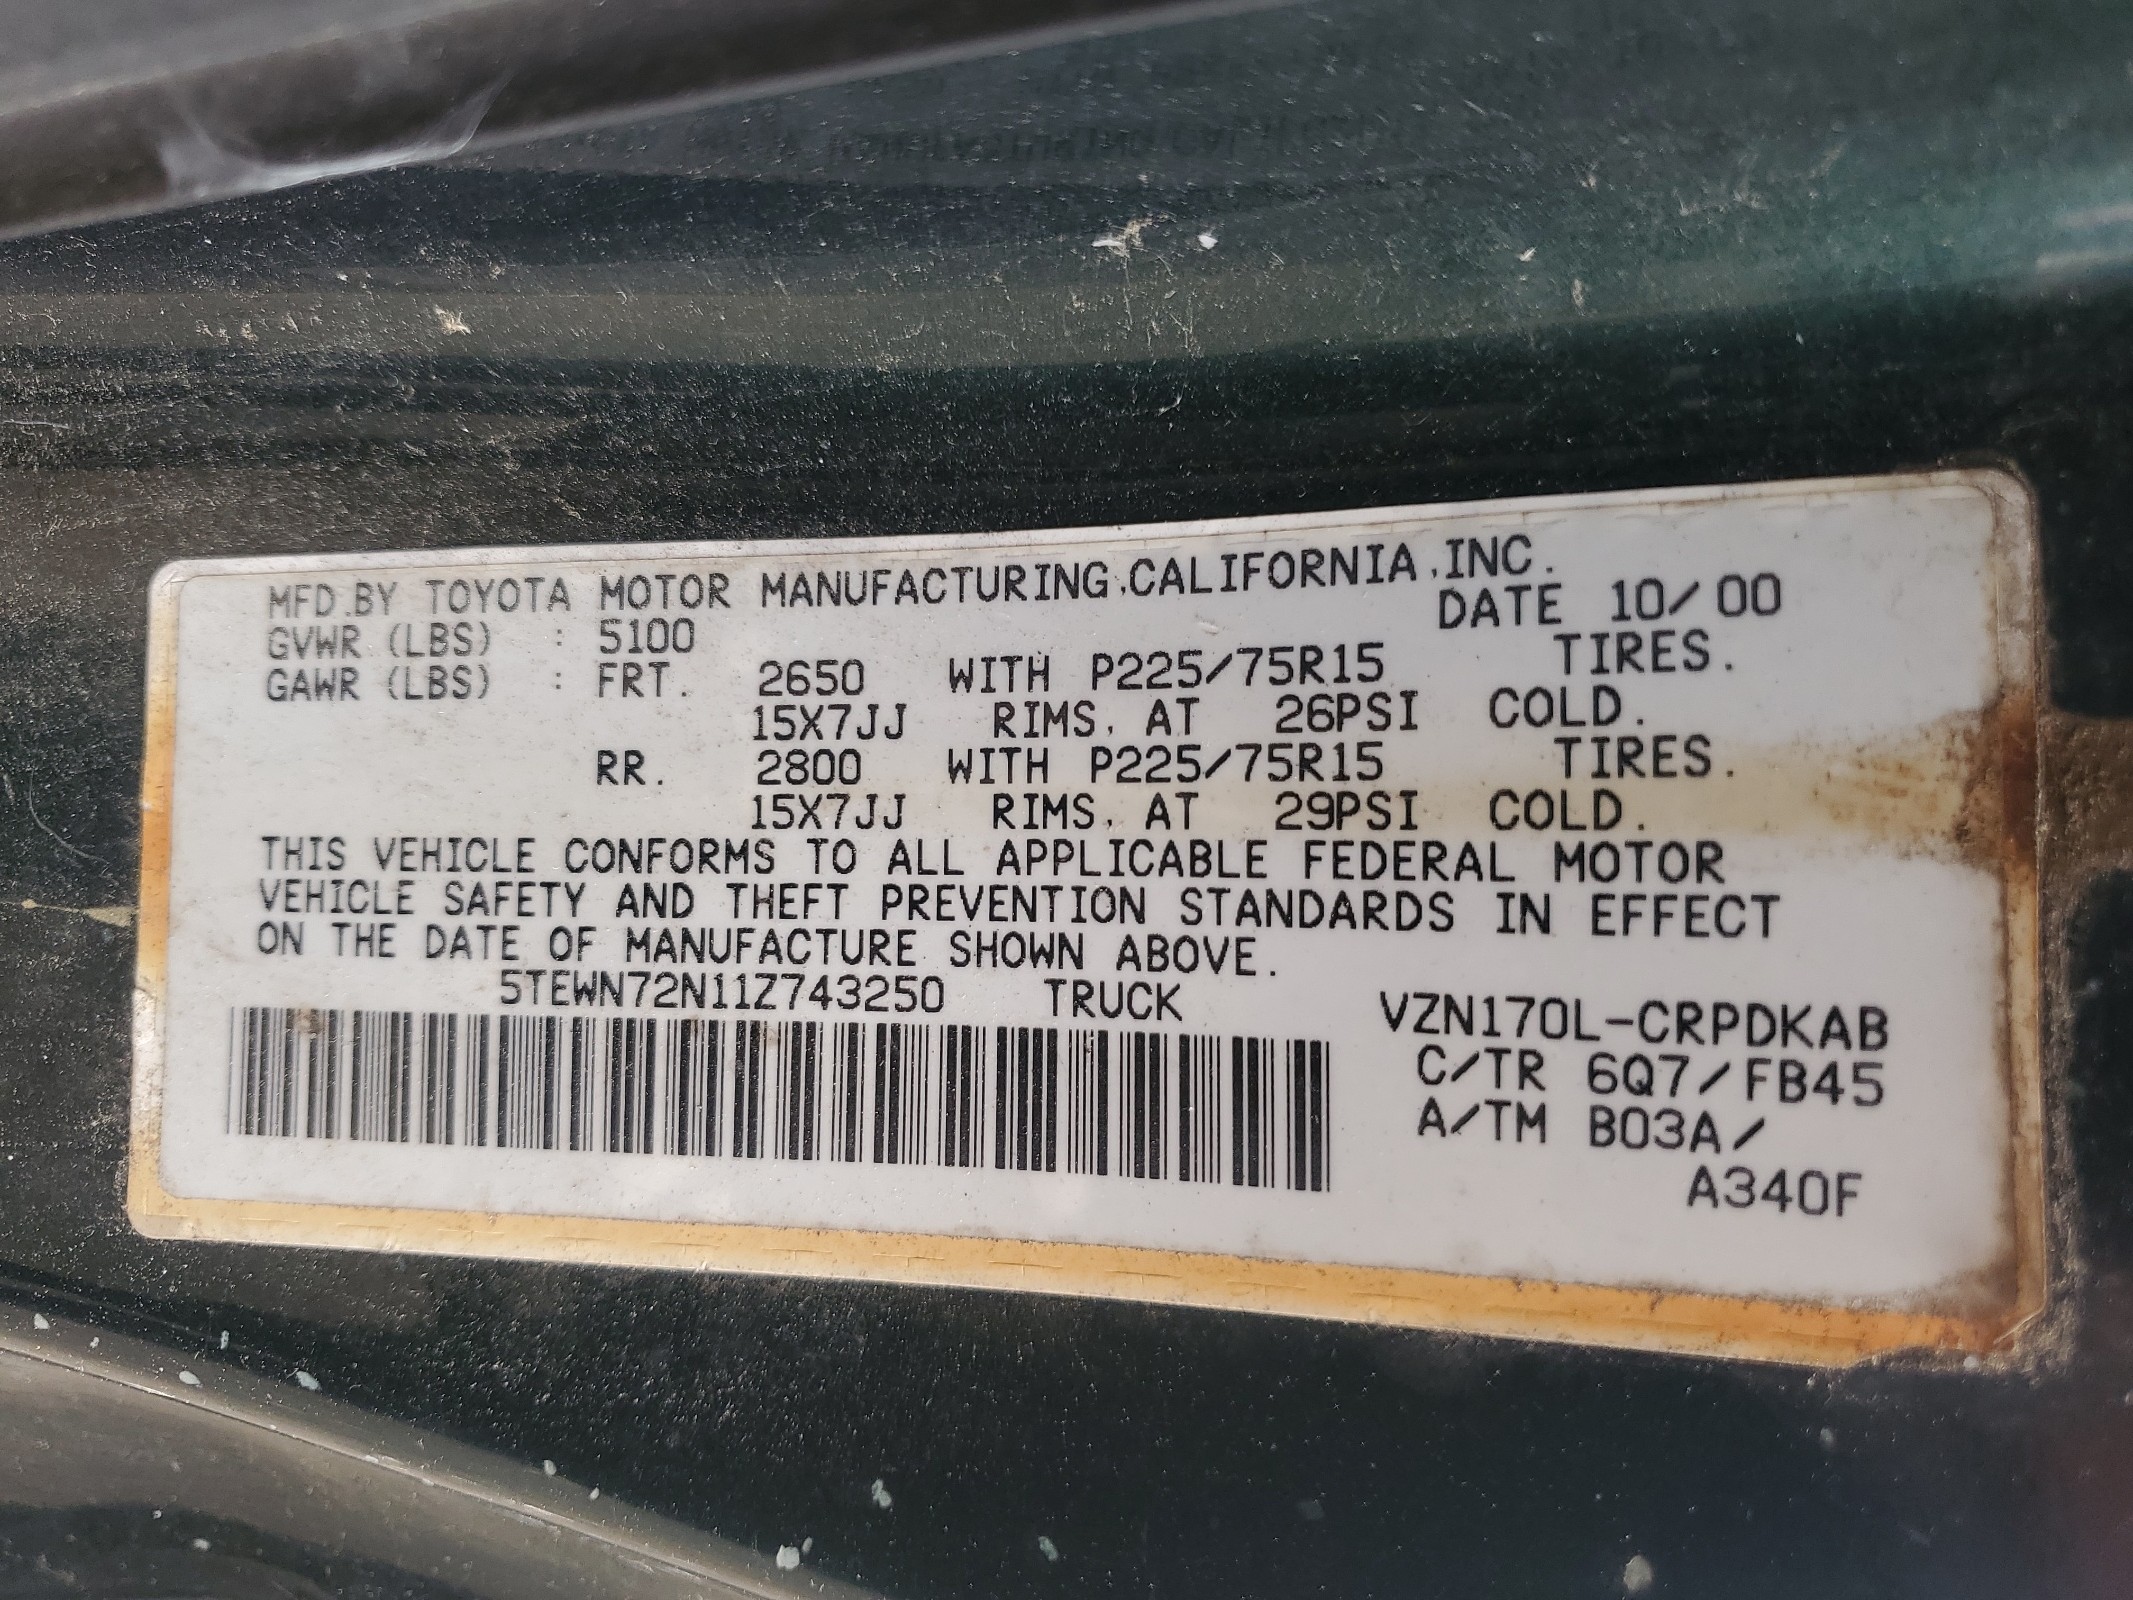 MFD.BY TOYOTA MOTOR MANUFACTURING,CALIFORNIA,INC.
DATE 10/00
GVWR (LBS) : 5100
GAWR (LBS) : FRT. 2650 WITH P225/75R15 TIRES.
15X7JJ RIMS, AT 26PSI COLD.
RR. 2800 WITH P225/75R15 TIRES.
15X7JJ RIMS, AT 29PSI COLD.
THIS VEHICLE CONFORMS TO ALL APPLICABLE FEDERAL MOTOR
VEHICLE SAFETY AND THEFT PREVENTION STANDARDS IN EFFECT
ON THE DATE OF MANUFACTURE SHOWN ABOVE.
5TEWN72N11Z743250 TRUCK
VZN170L-CRPDKAB
C/TR 6Q7/FB45
A/TM B03A/
A340F